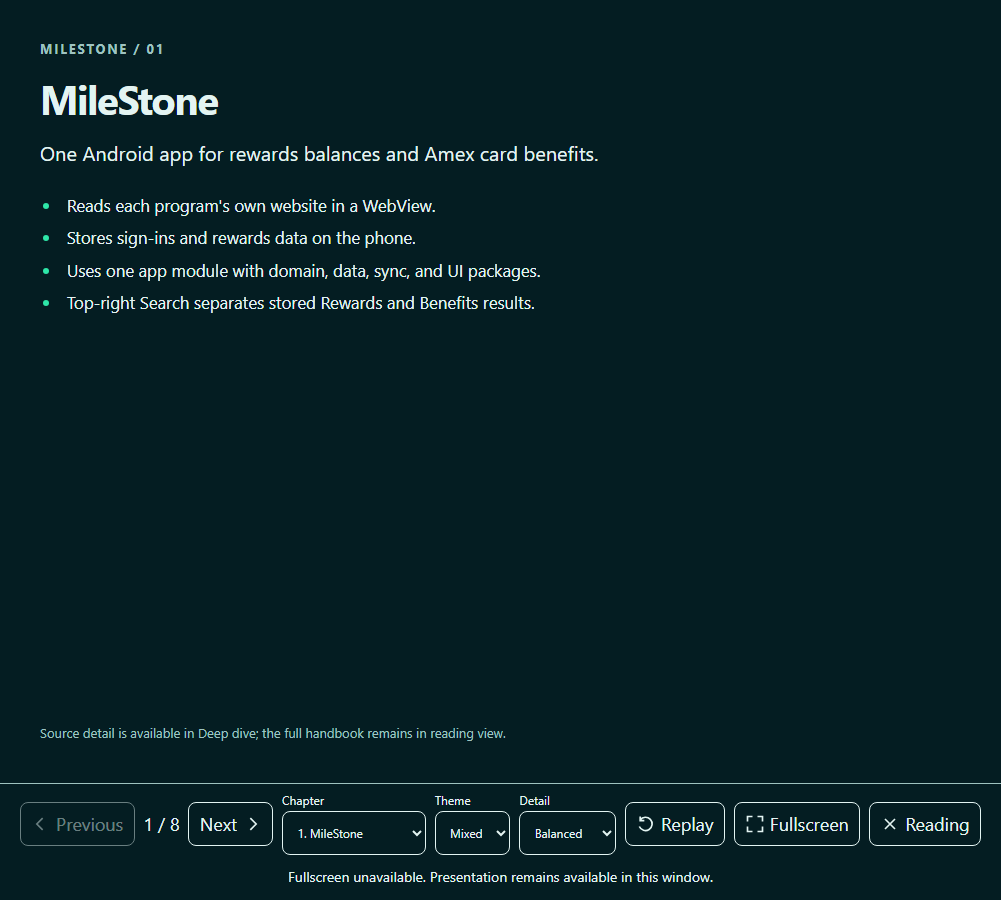 MILESTONE / 01
MileStone
One Android app for rewards balances and Amex card benefits.
Reads each program's own website in a WebView.
Stores sign-ins and rewards data on the phone.
Uses one app module with domain, data, sync, and UI packages.
Top-right Search separates stored Rewards and Benefits results.
Source detail is available in Deep dive; the full handbook remains in reading view.
Chapter
Theme
Detail
Previous
1 / 8
Next
1. MileStone
Mixed
Balanced
Replay
Fullscreen
Reading
Fullscreen unavailable. Presentation remains available in this window.